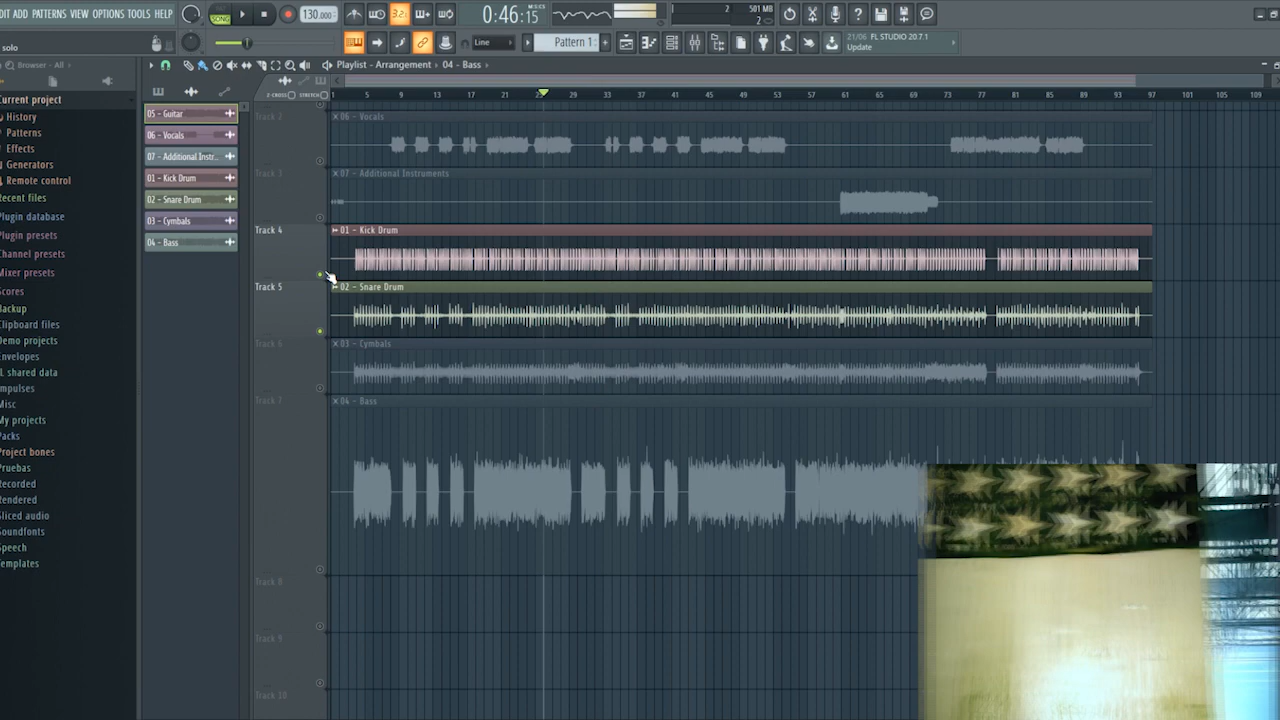 EDIT ADD PATTERNS VIEW OPTIONS TOOLS HELP
SONG
130.000
3.2.
0:46:15
M:S:CS
2
501 MB
2
solo
Line
Pattern 1
21/06 FL STUDIO 20.7.1
Update
Browser - All
Playlist - Arrangement
04 - Bass
Z-CROSS
STRETCH
1 5 9 13 17 21 29 33 37 41 45 49 53 57 61 65 69 73 77 81 85 89 93 97 101 105 109
Current project
History
Patterns
Effects
Generators
Remote control
Recent files
Plugin database
Plugin presets
Channel presets
Mixer presets
Scores
Backup
Clipboard files
Demo projects
Envelopes
IL shared data
Impulses
Misc
My projects
Packs
Project bones
Pruebas
Recorded
Rendered
Sliced audio
Soundfonts
Speech
Templates
05 - Guitar
06 - Vocals
07 - Additional Instr..
01 - Kick Drum
02 - Snare Drum
03 - Cymbals
04 - Bass
Track 2
06 - Vocals
Track 3
07 - Additional Instruments
Track 4
01 - Kick Drum
Track 5
02 - Snare Drum
Track 6
03 - Cymbals
Track 7
04 - Bass
Track 8
Track 9
Track 10